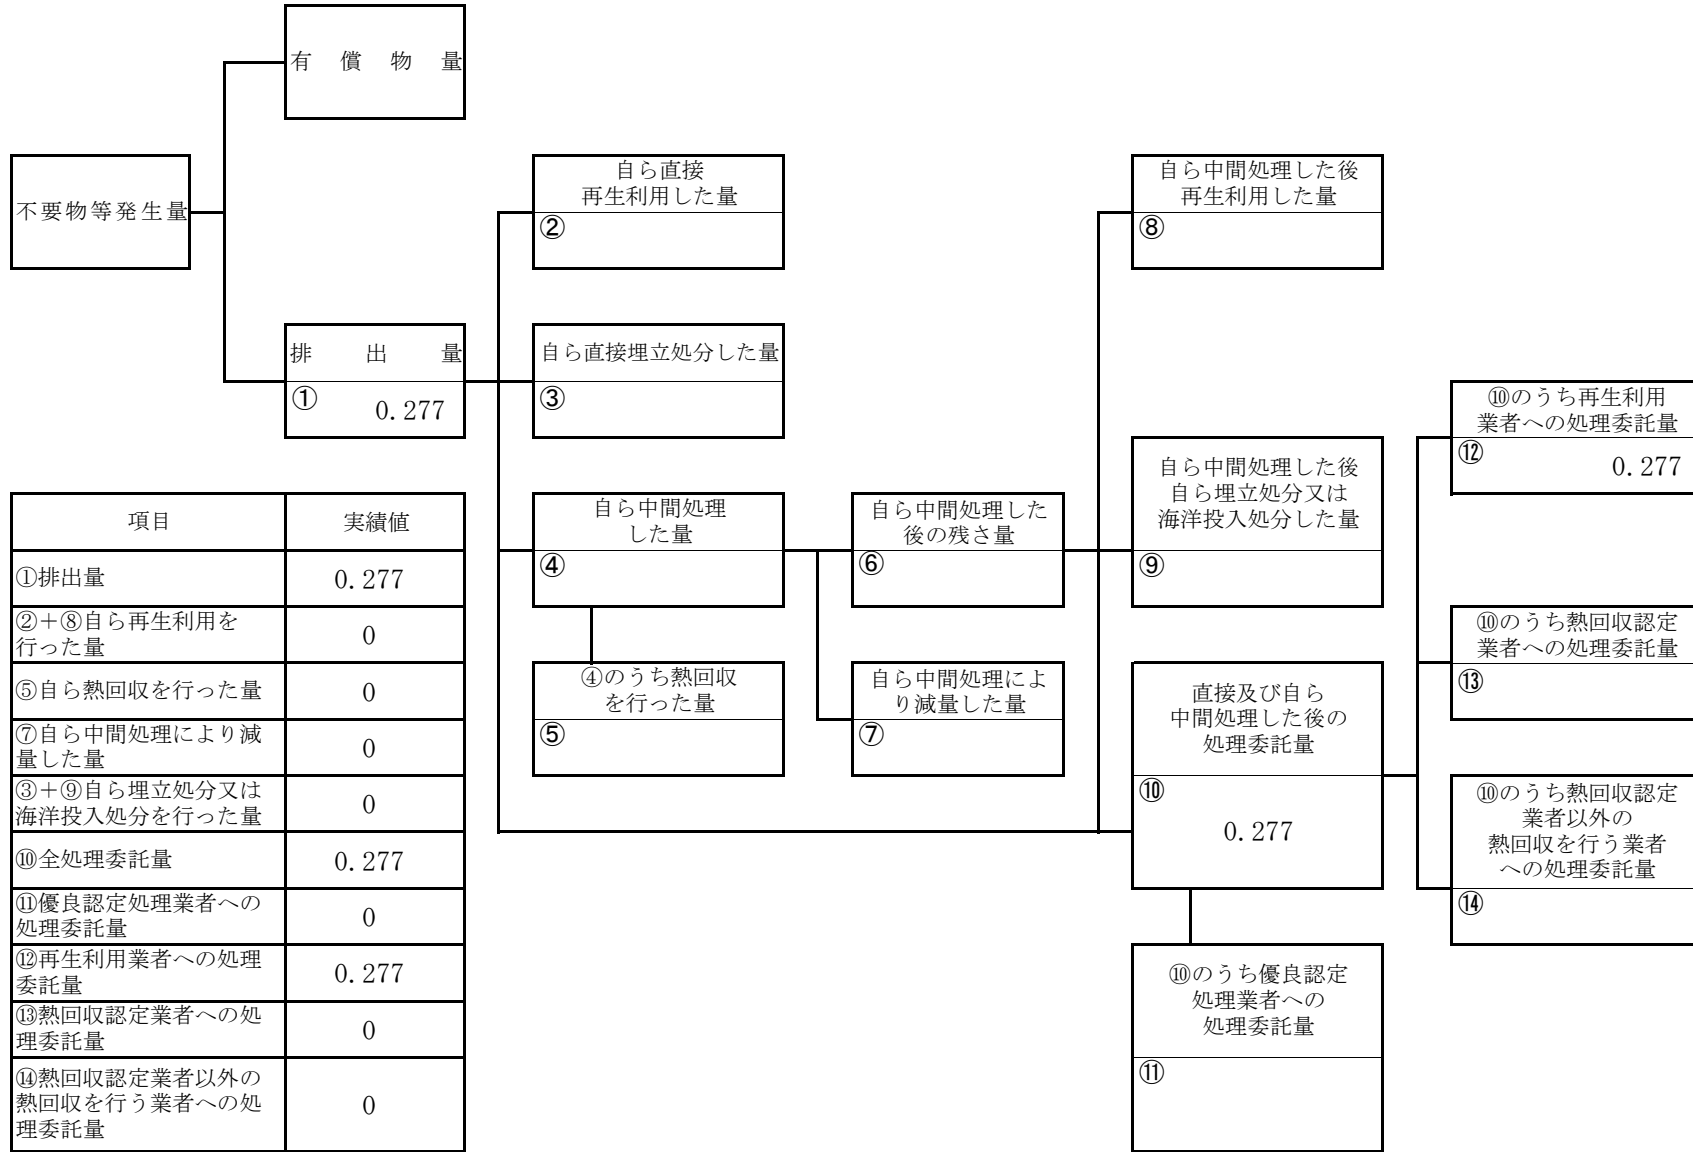 有償物量
不要物等発生量
排出量
①
0.277
自ら直接
再生利用した量
②
自ら直接埋立処分した量
③
自ら中間処理
した量
④
④のうち熱回収
を行った量
⑤
自ら中間処理した
後の残さ量
⑥
自ら中間処理によ
り減量した量
⑦
自ら中間処理した後
再生利用した量
⑧
自ら中間処理した後
自ら埋立処分又は
海洋投入処分した量
⑨
直接及び自ら
中間処理した後の
処理委託量
⑩
0.277
⑩のうち優良認定
処理業者への
処理委託量
⑪
⑩のうち再生利用
業者への処理委託量
⑫
0.277
⑩のうち熱回収認定
業者への処理委託量
⑬
⑩のうち熱回収認定
業者以外の
熱回収を行う業者
への処理委託量
⑭
項目 実績値
①排出量 0.277
②+⑧自ら再生利用を
行った量 0
⑤自ら熱回収を行った量 0
⑦自ら中間処理により減
量した量 0
③+⑨自ら埋立処分又は
海洋投入処分を行った量 0
⑩全処理委託量 0.277
⑪優良認定処理業者への
処理委託量 0
⑫再生利用業者への処理
委託量 0.277
⑬熱回収認定業者への処
理委託量 0
⑭熱回収認定業者以外の
熱回収を行う業者への処
理委託量 0